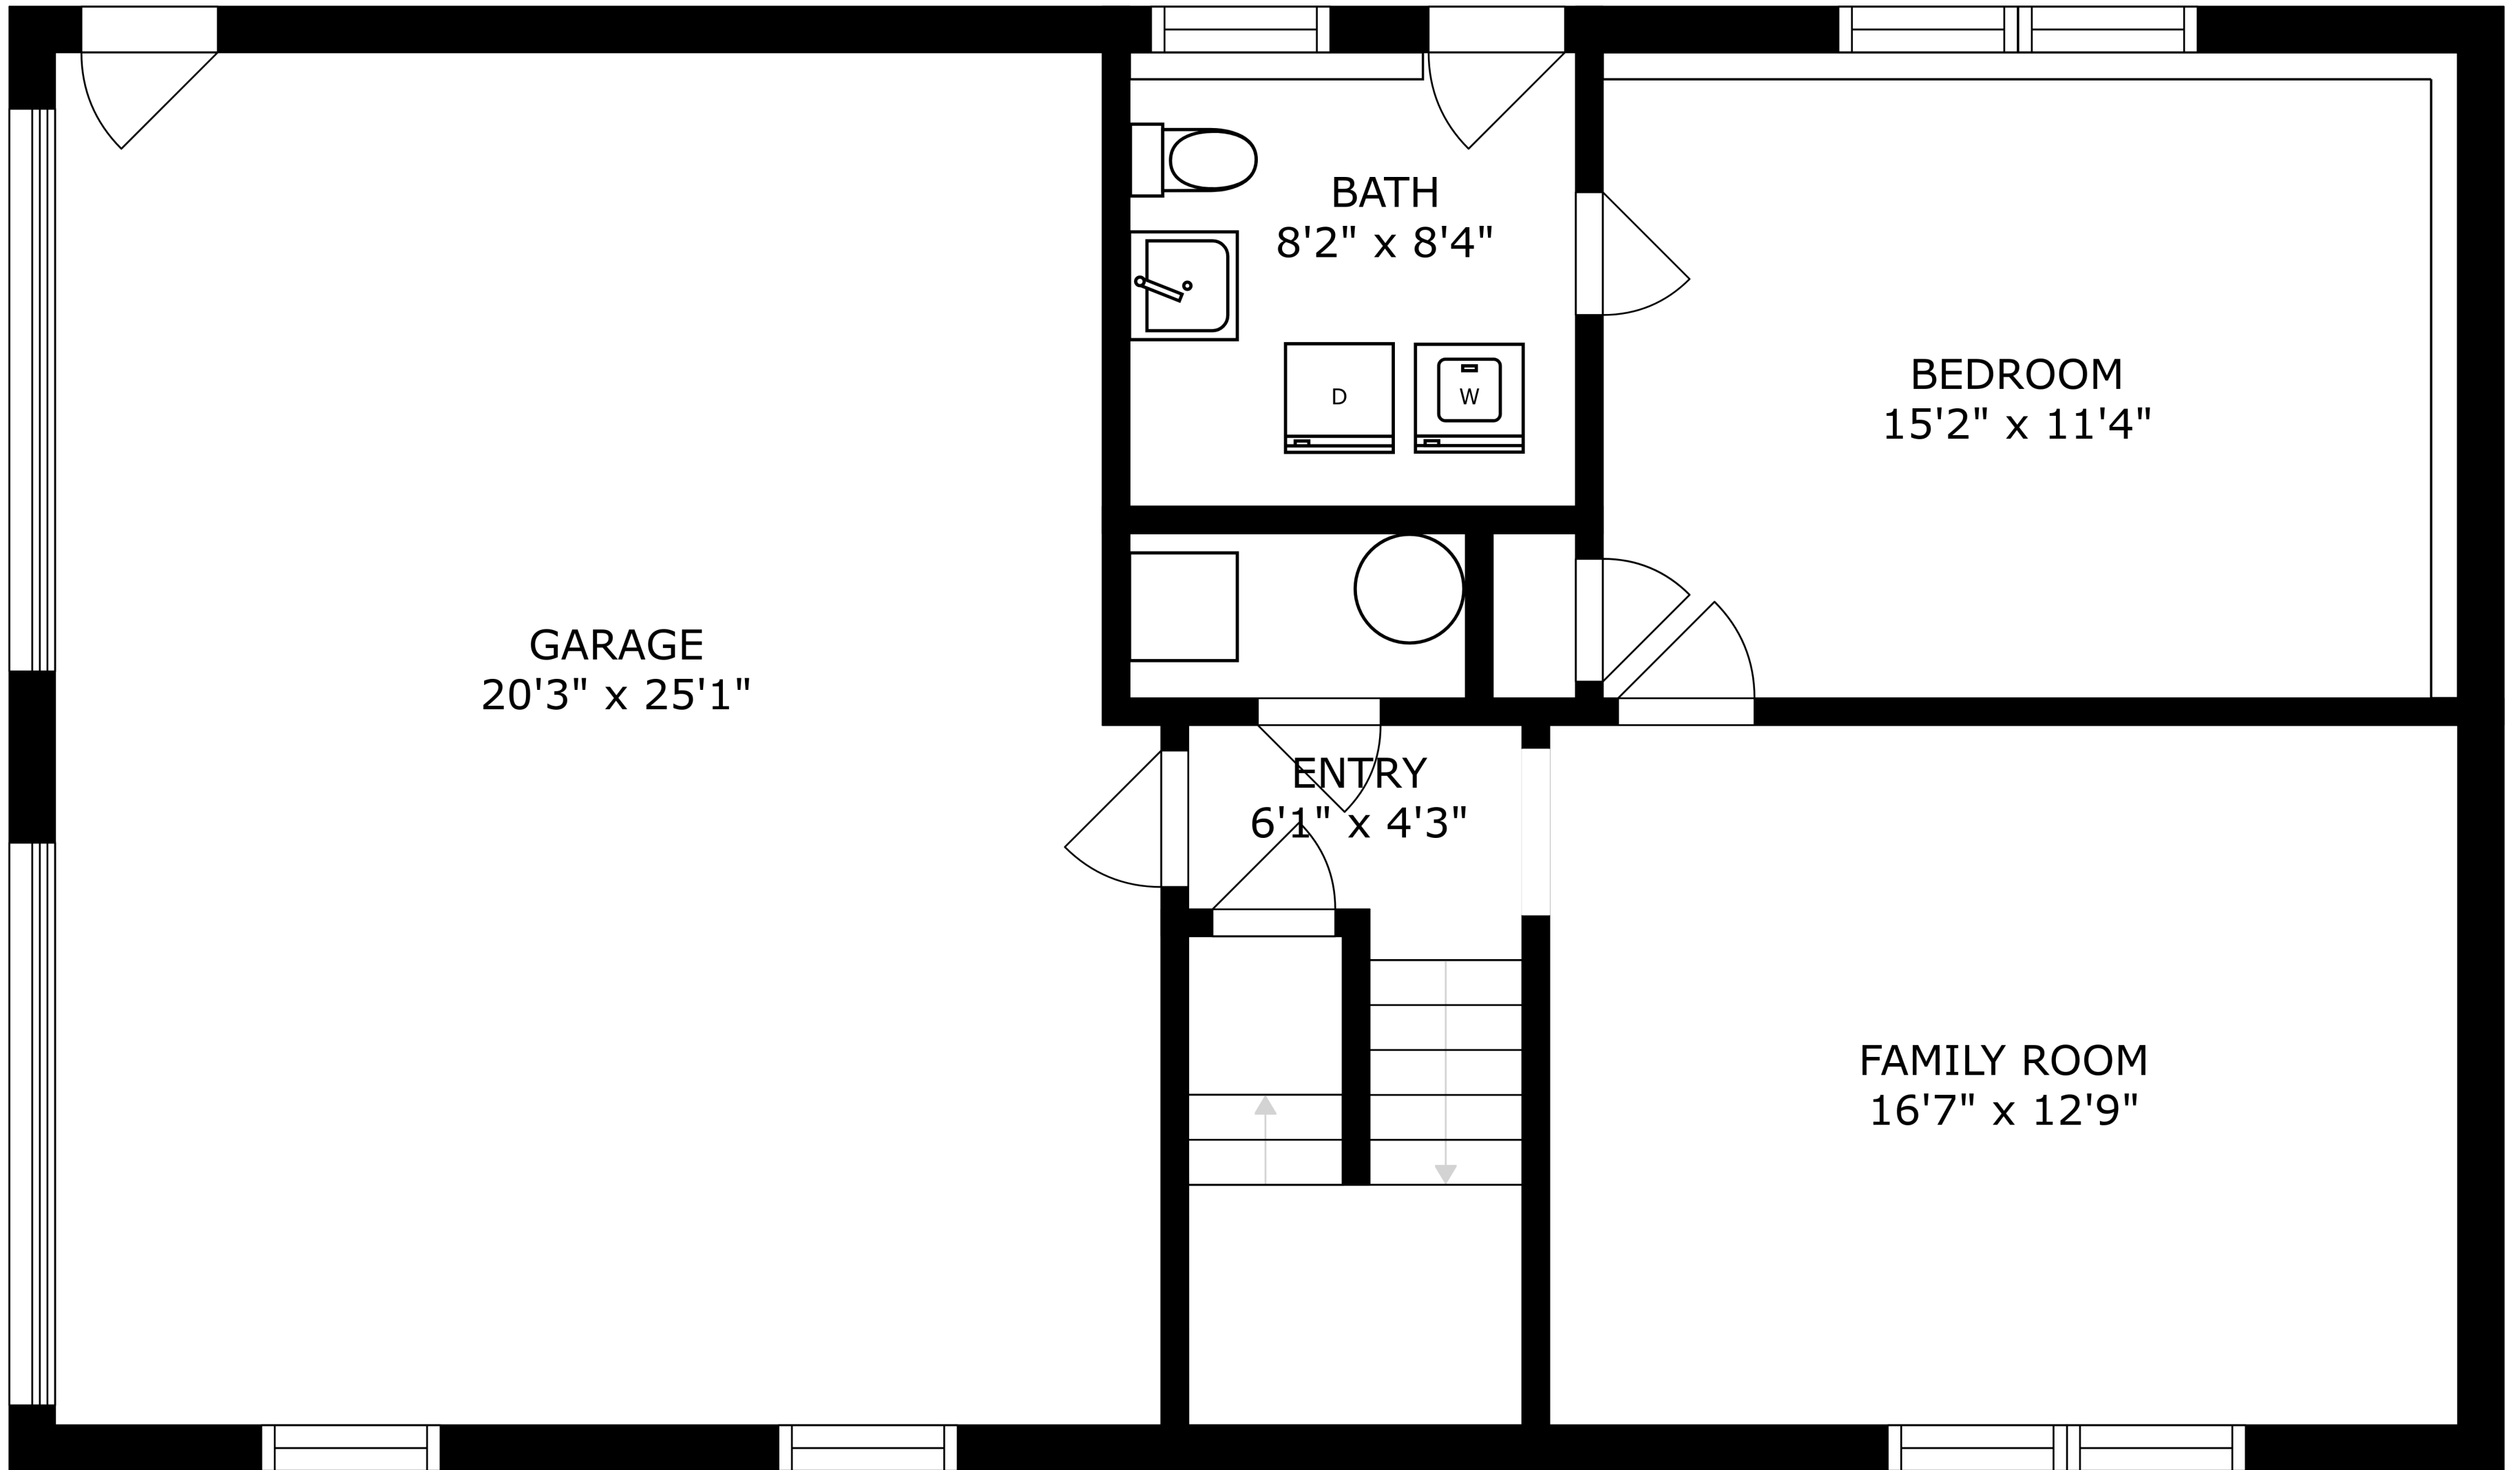 BATH
8'2" x 8'4"
D
W
BEDROOM
15'2" x 11'4"
GARAGE
20'3" x 25'1"
ENTRY
6'1" x 4'3"
FAMILY ROOM
16'7" x 12'9"